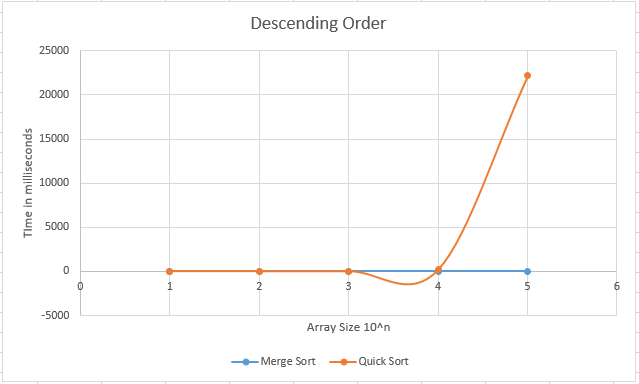 Descending Order
25000
20000
15000
10000
5000
0
-5000
TIme in milliseconds
0 1 2 3 4 5 6
Array Size 10^n
Merge Sort Quick Sort